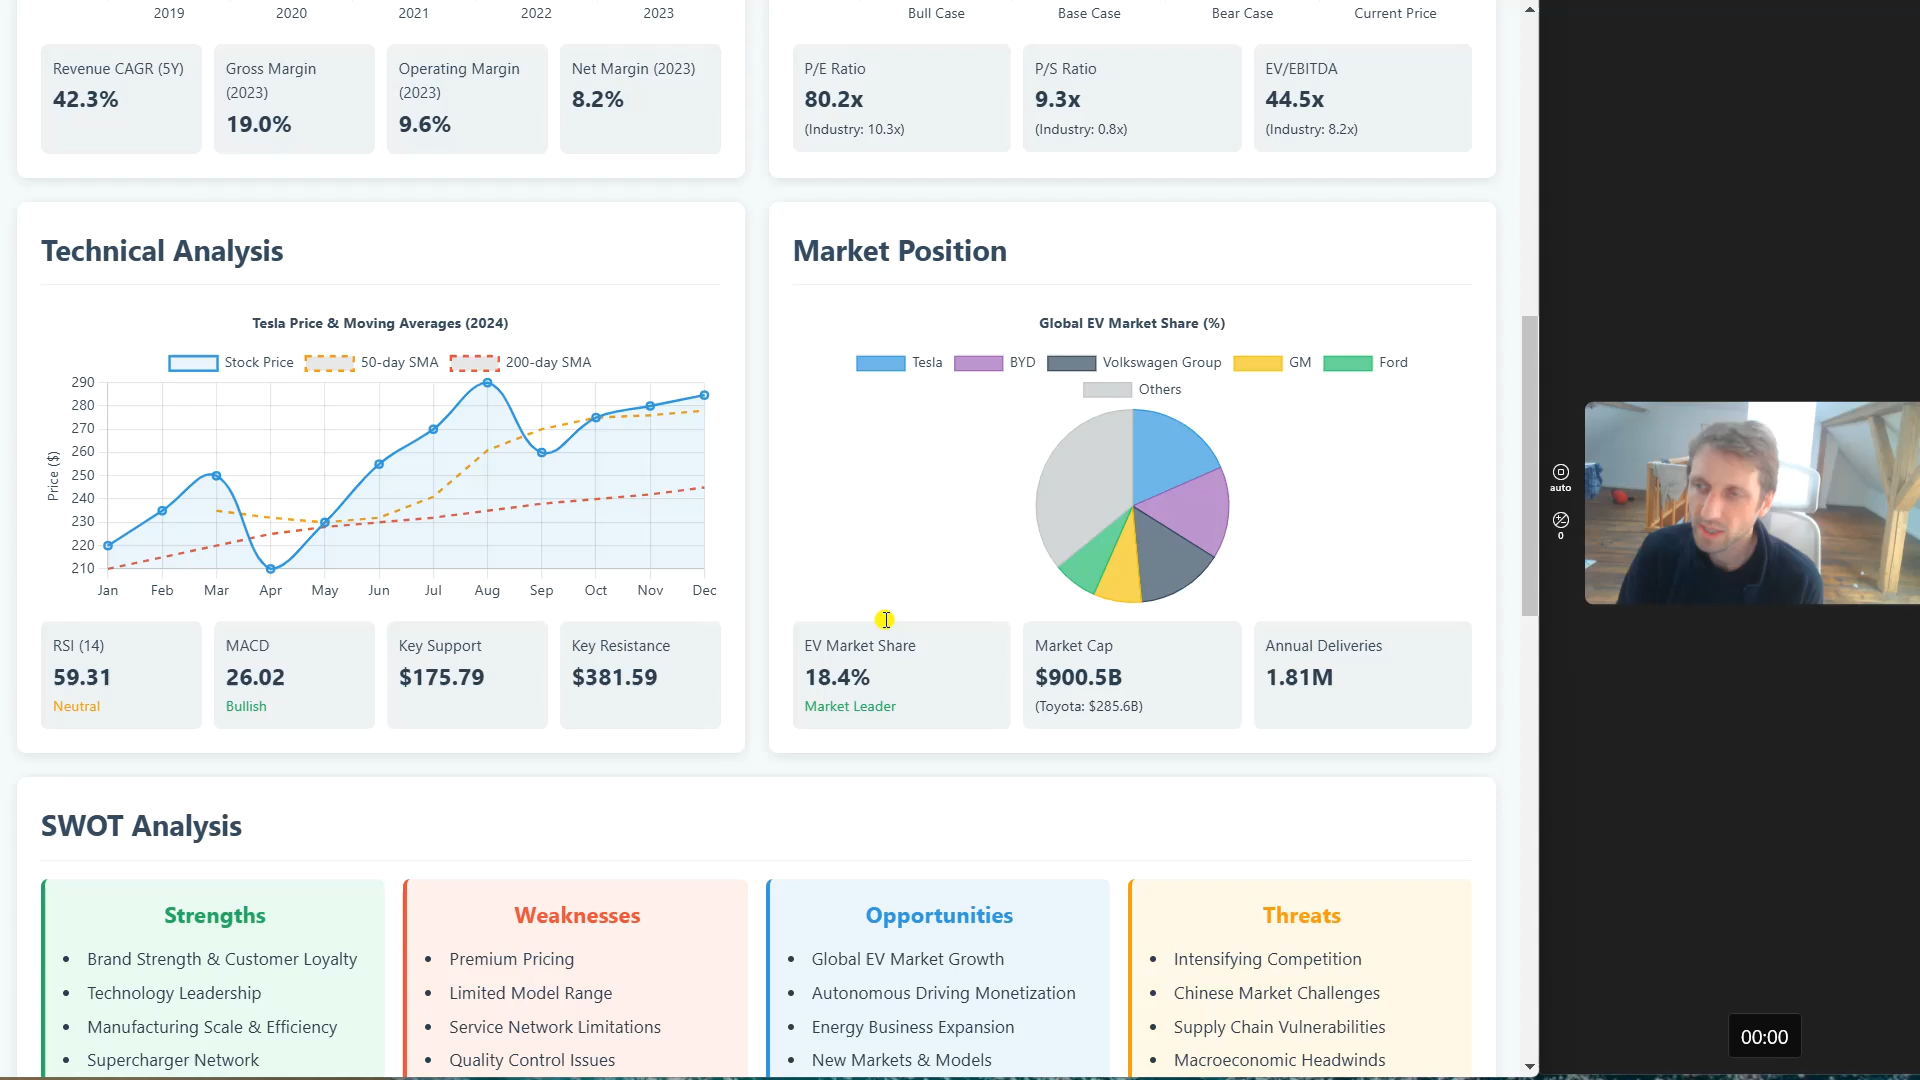 2019 2020 2021 2022 2023
Revenue CAGR (5Y)
42.3%
Gross Margin
(2023)
19.0%
Operating Margin
(2023)
9.6%
Net Margin (2023)
8.2%
Bull Case Base Case Bear Case Current Price
P/E Ratio
80.2x
(Industry: 10.3x)
P/S Ratio
9.3x
(Industry: 0.8x)
EV/EBITDA
44.5x
(Industry: 8.2x)
Technical Analysis
Tesla Price & Moving Averages (2024)
Stock Price 50-day SMA 200-day SMA
Price ($)
290
280
270
260
250
240
230
220
210
Jan Feb Mar Apr May Jun Jul Aug Sep Oct Nov Dec
RSI (14)
59.31
Neutral
MACD
26.02
Bullish
Key Support
$175.79
Key Resistance
$381.59
Market Position
Global EV Market Share (%)
Tesla BYD Volkswagen Group GM Ford
Others
EV Market Share
18.4%
Market Leader
Market Cap
$900.5B
(Toyota: $285.6B)
Annual Deliveries
1.81M
SWOT Analysis
Strengths
• Brand Strength & Customer Loyalty
• Technology Leadership
• Manufacturing Scale & Efficiency
• Supercharger Network
Weaknesses
• Premium Pricing
• Limited Model Range
• Service Network Limitations
• Quality Control Issues
Opportunities
• Global EV Market Growth
• Autonomous Driving Monetization
• Energy Business Expansion
• New Markets & Models
Threats
• Intensifying Competition
• Chinese Market Challenges
• Supply Chain Vulnerabilities
• Macroeconomic Headwinds
auto
0
00:00